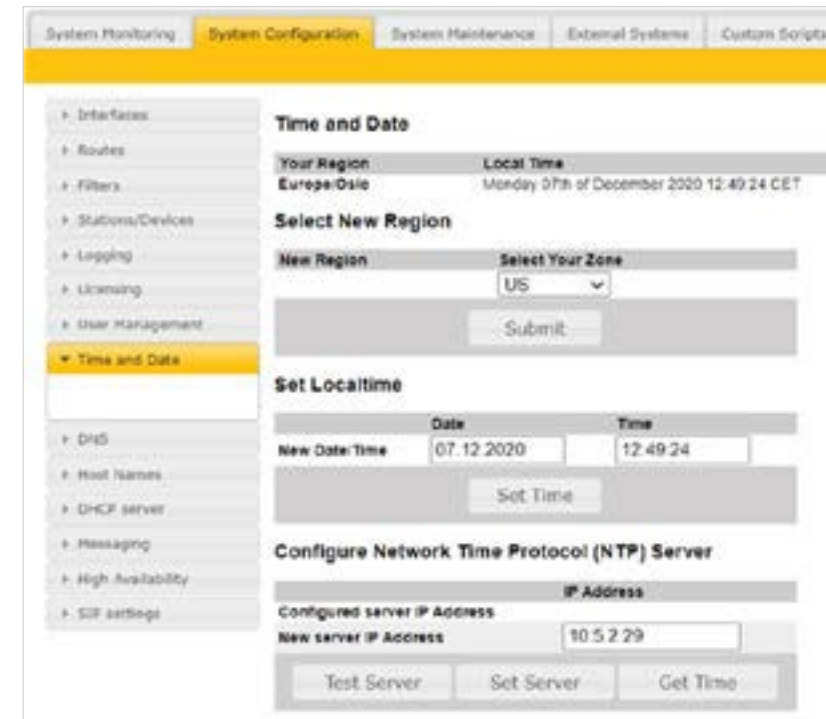 System Monitoring System Configuration System Maintenance External Systems Custom Scripts
Interfaces
Routes
Filters
Stations/Devices
Logging
Licensing
User Management
Time and Date
DNS
Host Names
DHCP server
Messaging
High Availability
SIP settings
Time and Date
Your Region Local Time
Europe/Oslo Monday 07th of December 2020 12:49:24 CET
Select New Region
New Region Select Your Zone
US
Submit
Set Localtime
Date Time
New Date/Time 07.12.2020 12:49:24
Set Time
Configure Network Time Protocol (NTP) Server
IP Address
Configured server IP Address
New server IP Address 10.5.2.29
Test Server Set Server Get Time